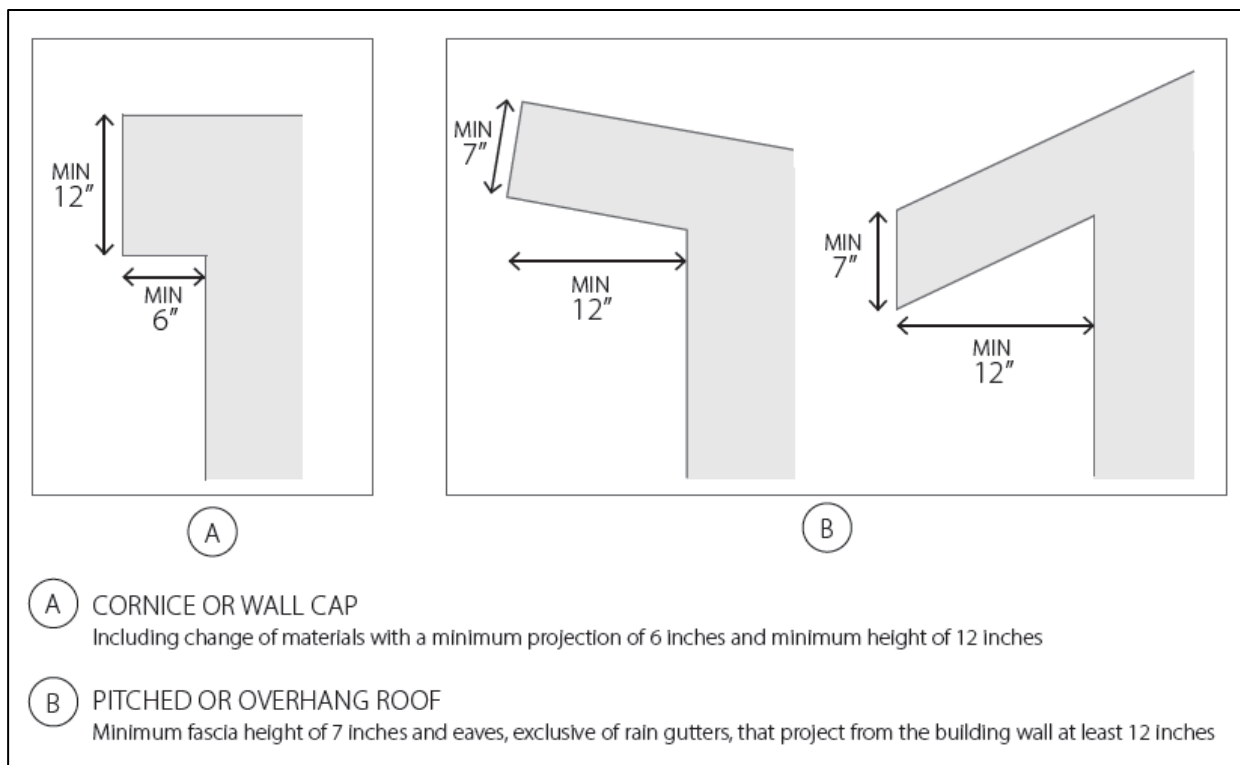 MIN
12″
MIN
6″
MIN
7″
MIN
12″
MIN
7″
MIN
12″
A
B
A CORNICE OR WALL CAP
Including change of materials with a minimum projection of 6 inches and minimum height of 12 inches
B PITCHED OR OVERHANG ROOF
Minimum fascia height of 7 inches and eaves, exclusive of rain gutters, that project from the building wall at least 12 inches